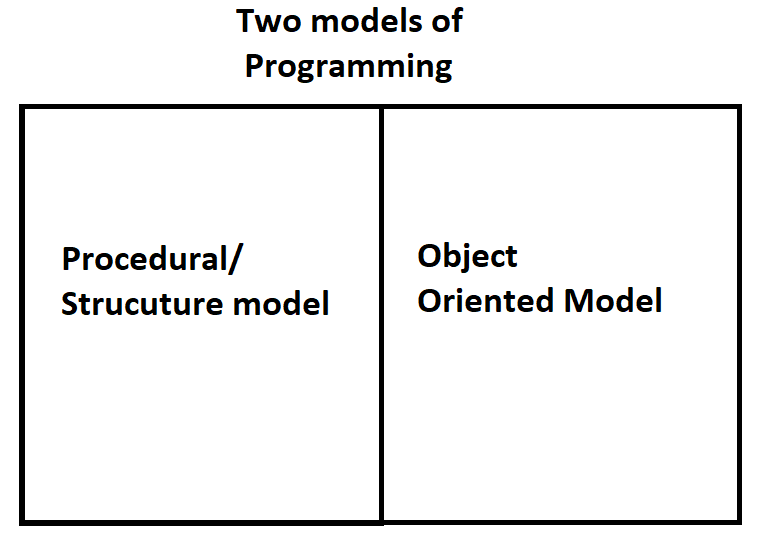 Two models of
Programming
Procedural/
Strucuture model
Object
Oriented Model